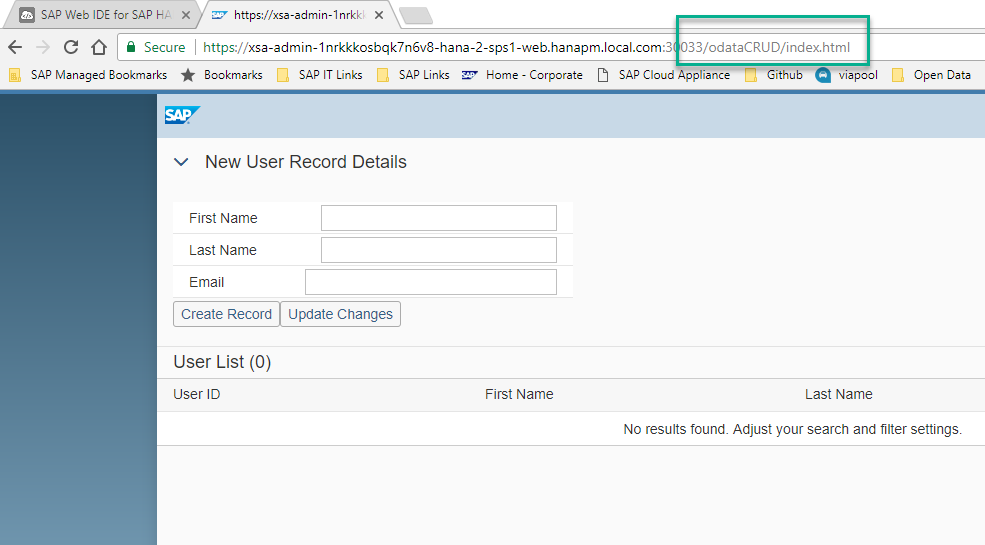 SAP Web IDE for SAP HA
https://xsa-admin-1nrkk
Secure
https://xsa-admin-1nrkkkosbqk7n6v8-hana-2-sps1-web.hanapm.local.com:30033/odataCRUD/index.html
SAP Managed Bookmarks
Bookmarks
SAP IT Links
SAP Links
SAP
Home - Corporate
SAP Cloud Appliance
Github
viapool
Open Data
SAP
New User Record Details
First Name
Last Name
Email
Create Record Update Changes
User List (0)
User ID First Name Last Name
No results found. Adjust your search and filter settings.